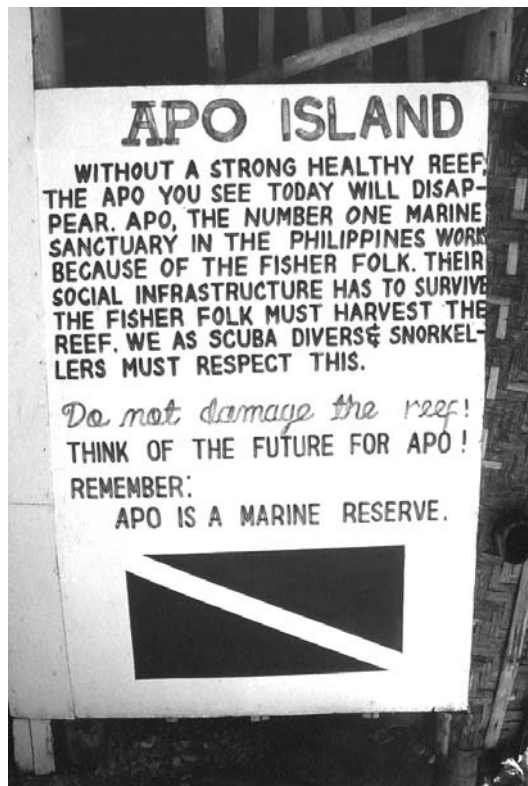 APO ISLAND
WITHOUT A STRONG HEALTHY REEF,
THE APO YOU SEE TODAY WILL DISAP-
PEAR. APO, THE NUMBER ONE MARINE
SANCTUARY IN THE PHILIPPINES WORKS
BECAUSE OF THE FISHER FOLK. THEIR
SOCIAL INFRASTRUCTURE HAS TO SURVIVE
THE FISHER FOLK MUST HARVEST THE
REEF. WE AS SCUBA DIVERS & SNORKEL-
LERS MUST RESPECT THIS.
Do not damage the reef!
THINK OF THE FUTURE FOR APO!
REMEMBER:
APO IS A MARINE RESERVE.